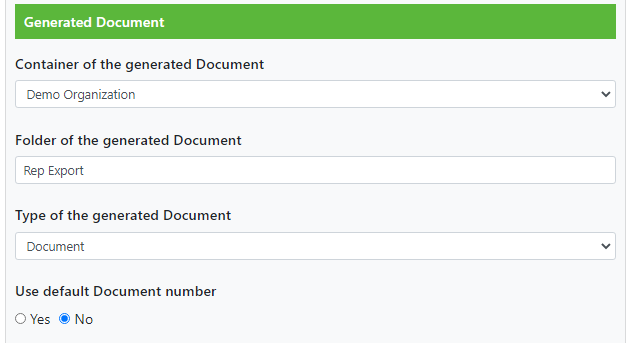 Generated Document
Container of the generated Document
Demo Organization
Folder of the generated Document
Rep Export
Type of the generated Document
Document
Use default Document number
Yes No